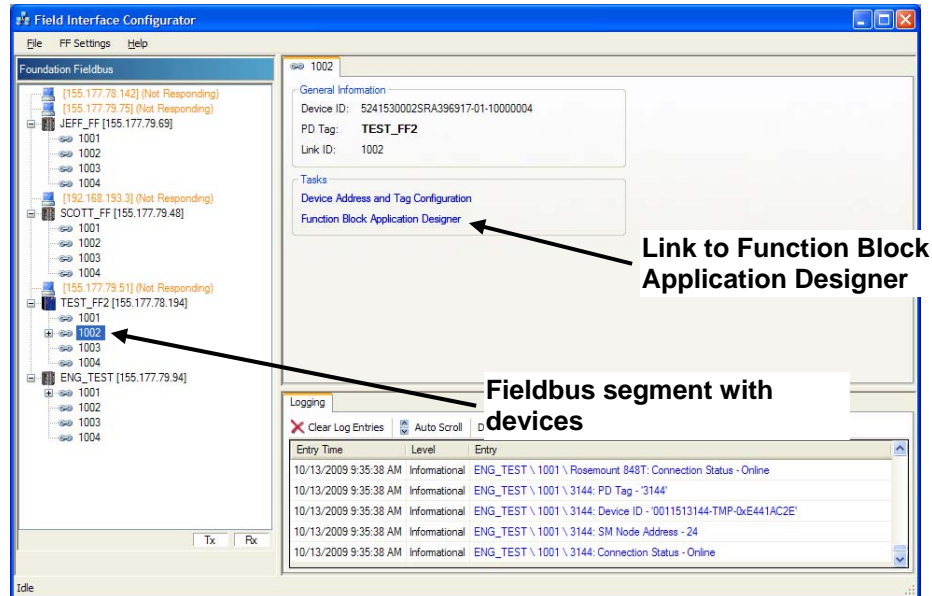 Field Interface Configurator
File FF Settings Help
Foundation Fieldbus
[155.177.78.142] (Not Responding)
[155.177.79.75] (Not Responding)
JEFF_FF [155.177.79.69]
1001
1002
1003
1004
[192.168.193.3] (Not Responding)
SCOTT_FF [155.177.79.48]
1001
1002
1003
1004
[155.177.79.51] (Not Responding)
TEST_FF2 [155.177.78.194]
1001
1002
1003
1004
ENG_TEST [155.177.79.94]
1001
1002
1003
1004
Tx Rx
Idle
1002
General Information
Device ID: 5241530002SRA396917-01-10000004
PD Tag: TEST_FF2
Link ID: 1002
Tasks
Device Address and Tag Configuration
Function Block Application Designer
Link to Function Block
Application Designer
Fieldbus segment with
devices
Logging
Clear Log Entries Auto Scroll D
Entry Time Level Entry
10/13/2009 9:35:38 AM Informational ENG_TEST \ 1001 \ Rosemount 848T: Connection Status - Online
10/13/2009 9:35:38 AM Informational ENG_TEST \ 1001 \ 3144: PD Tag - '3144'
10/13/2009 9:35:38 AM Informational ENG_TEST \ 1001 \ 3144: Device ID - '0011513144-TMP-0xE441AC2E'
10/13/2009 9:35:38 AM Informational ENG_TEST \ 1001 \ 3144: SM Node Address - 24
10/13/2009 9:35:38 AM Informational ENG_TEST \ 1001 \ 3144: Connection Status - Online